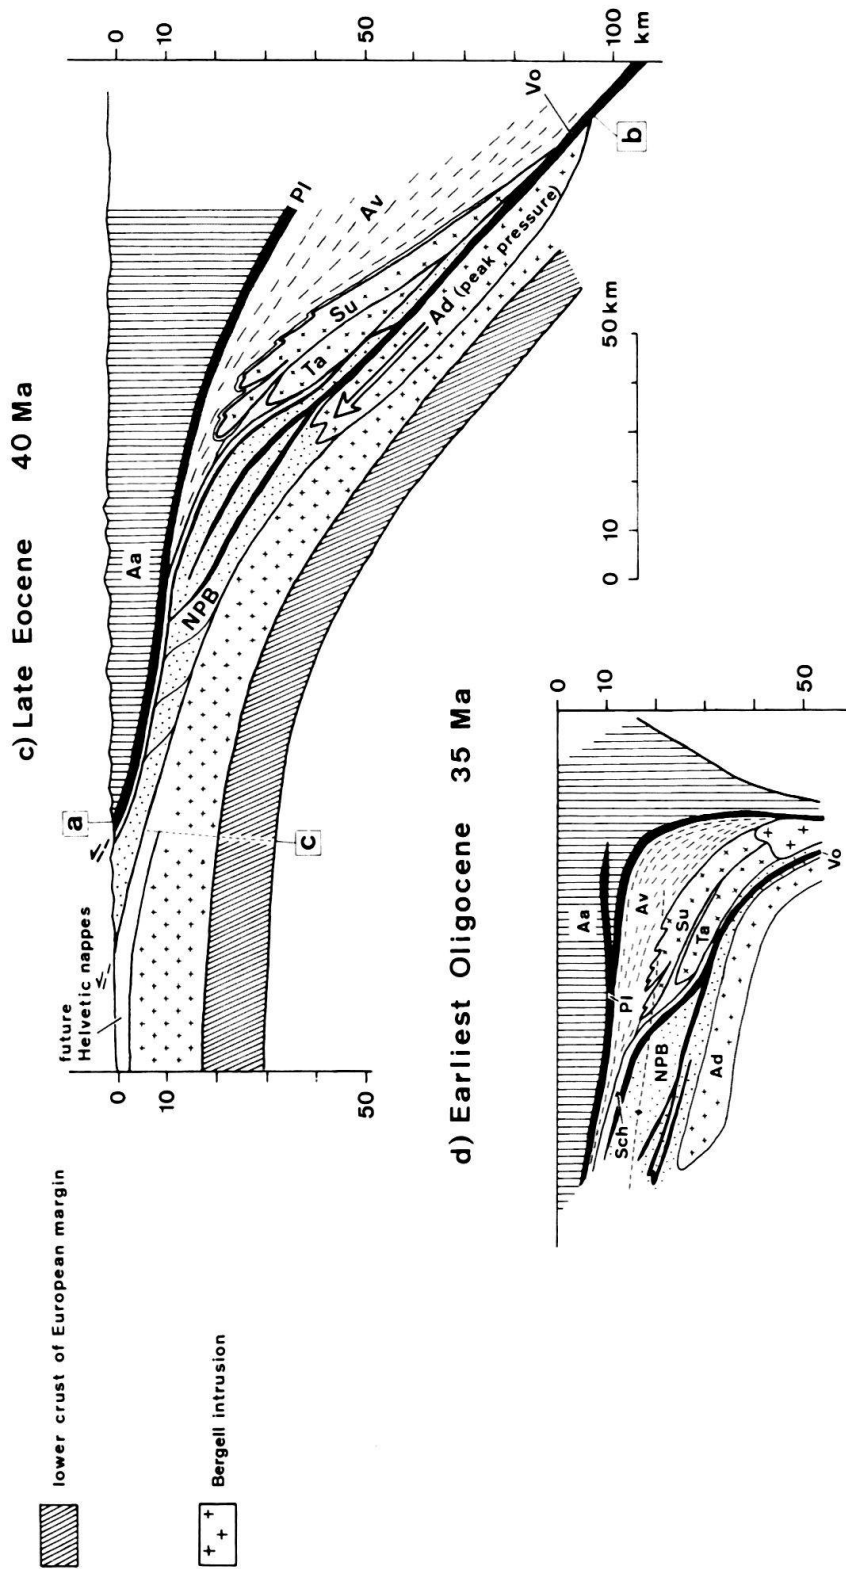 lower crust of European margin
Bergell intrusion
c) Late Eocene 40 Ma
future
Helvetic nappes
a
Aa
Pl
Av
Su
Ta
NPB
Ad (peak pressure)
Vo
b
c
0
10
50
0
10
50
100
km
0
10
50 km
d) Earliest Oligocene 35 Ma
Aa
Pl
Av
Sch
Su
Ta
NPB
Ad
Vo
0
10
50